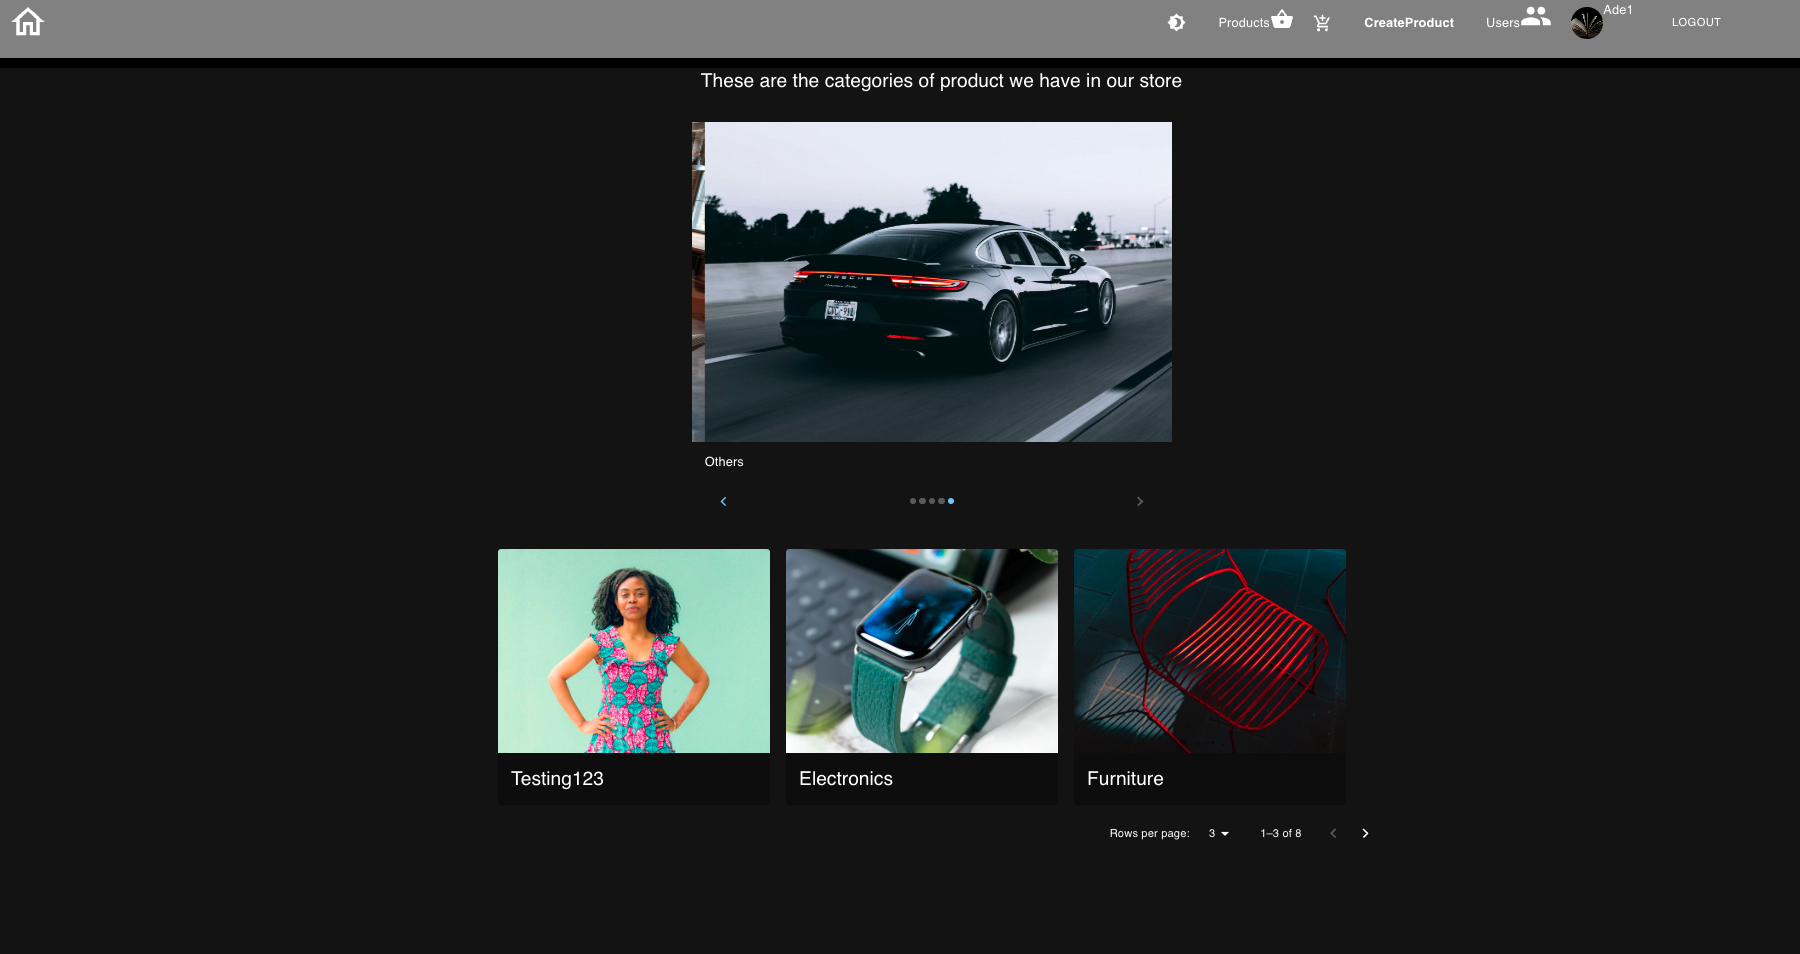 Products
CreateProduct
Users
Ade1
LOGOUT
These are the categories of product we have in our store
PORSCHE
Others
Testing123
Electronics
Furniture
Rows per page: 3 1–3 of 8